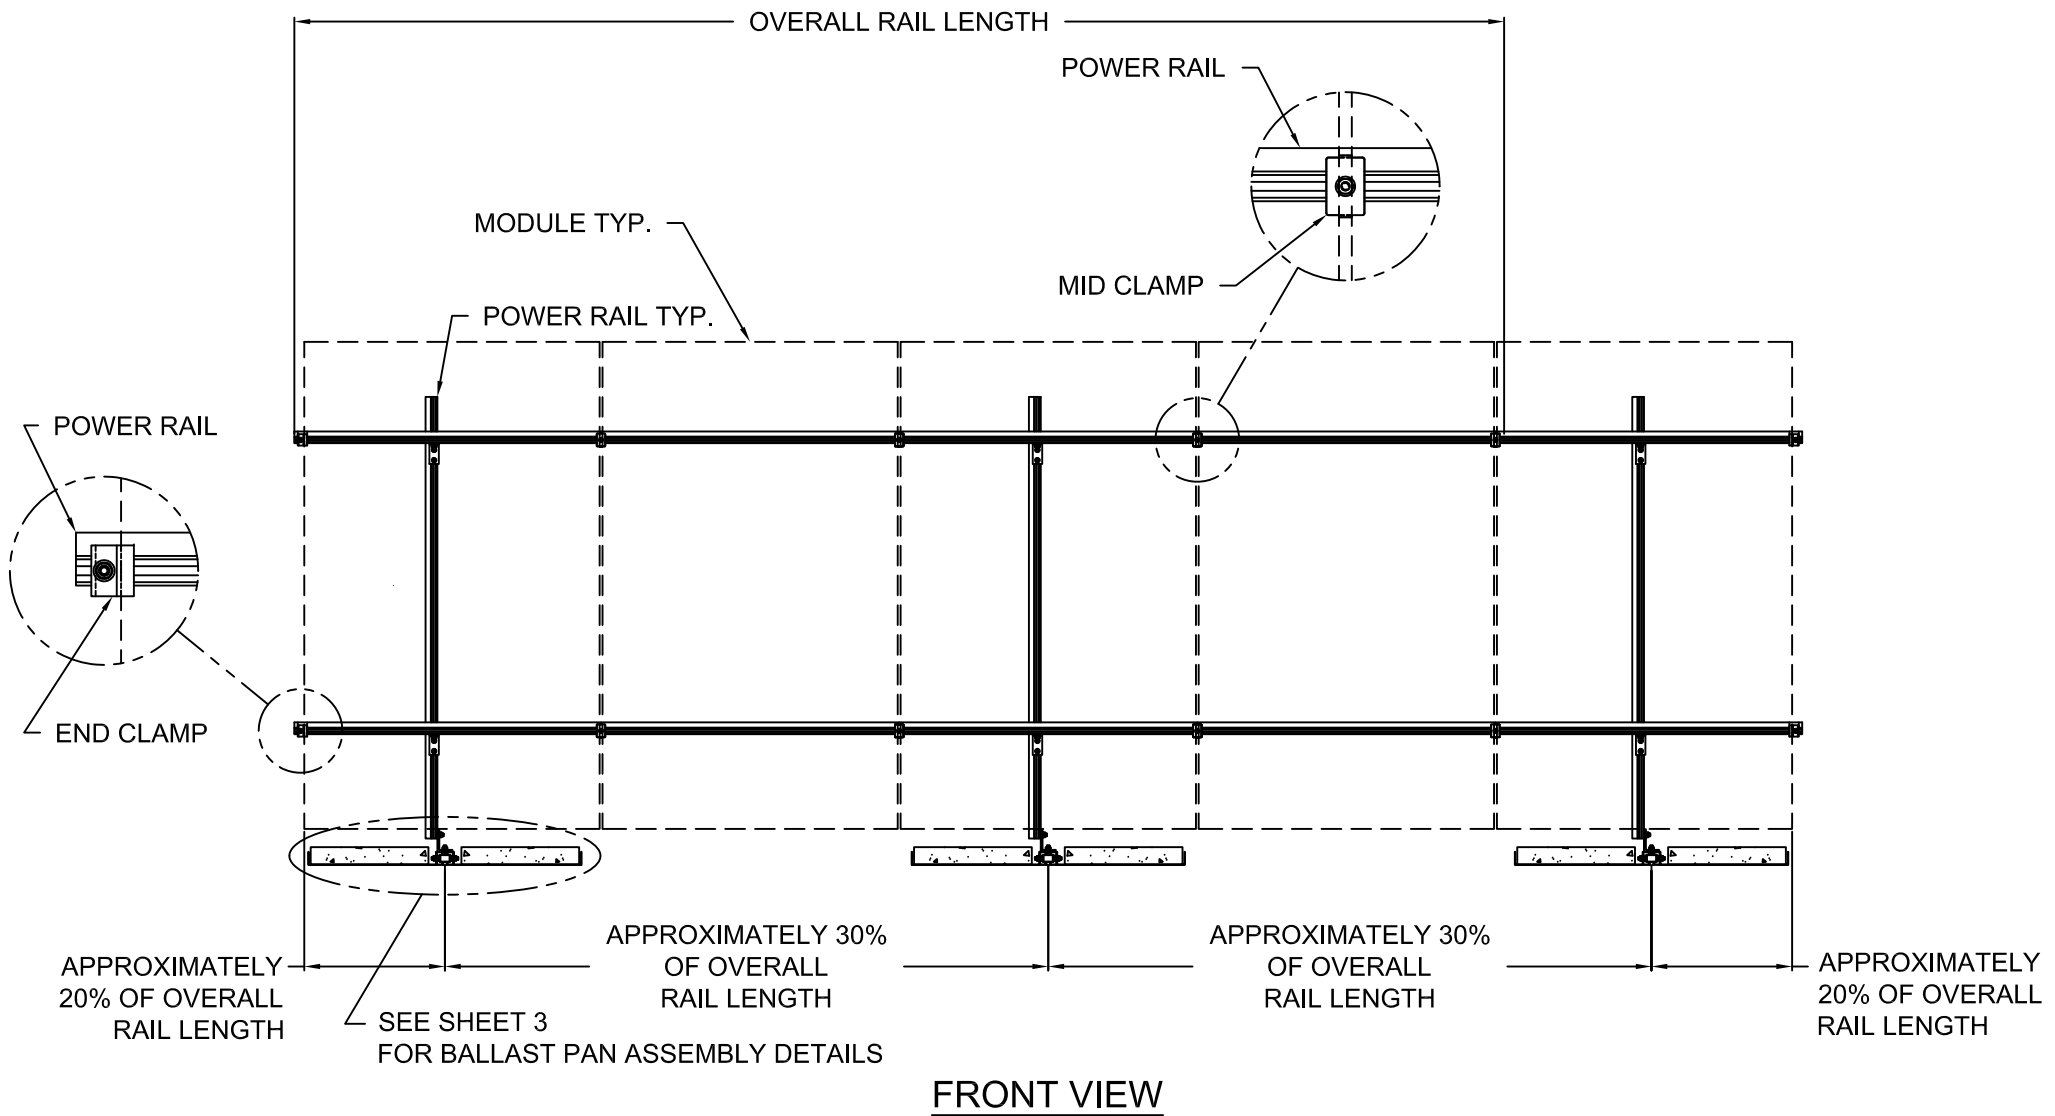 OVERALL RAIL LENGTH
POWER RAIL
MODULE TYP.
MID CLAMP
POWER RAIL TYP.
POWER RAIL
END CLAMP
APPROXIMATELY
20% OF OVERALL
RAIL LENGTH
APPROXIMATELY 30%
OF OVERALL
RAIL LENGTH
APPROXIMATELY 30%
OF OVERALL
RAIL LENGTH
APPROXIMATELY
20% OF OVERALL
RAIL LENGTH
SEE SHEET 3
FOR BALLAST PAN ASSEMBLY DETAILS
FRONT VIEW